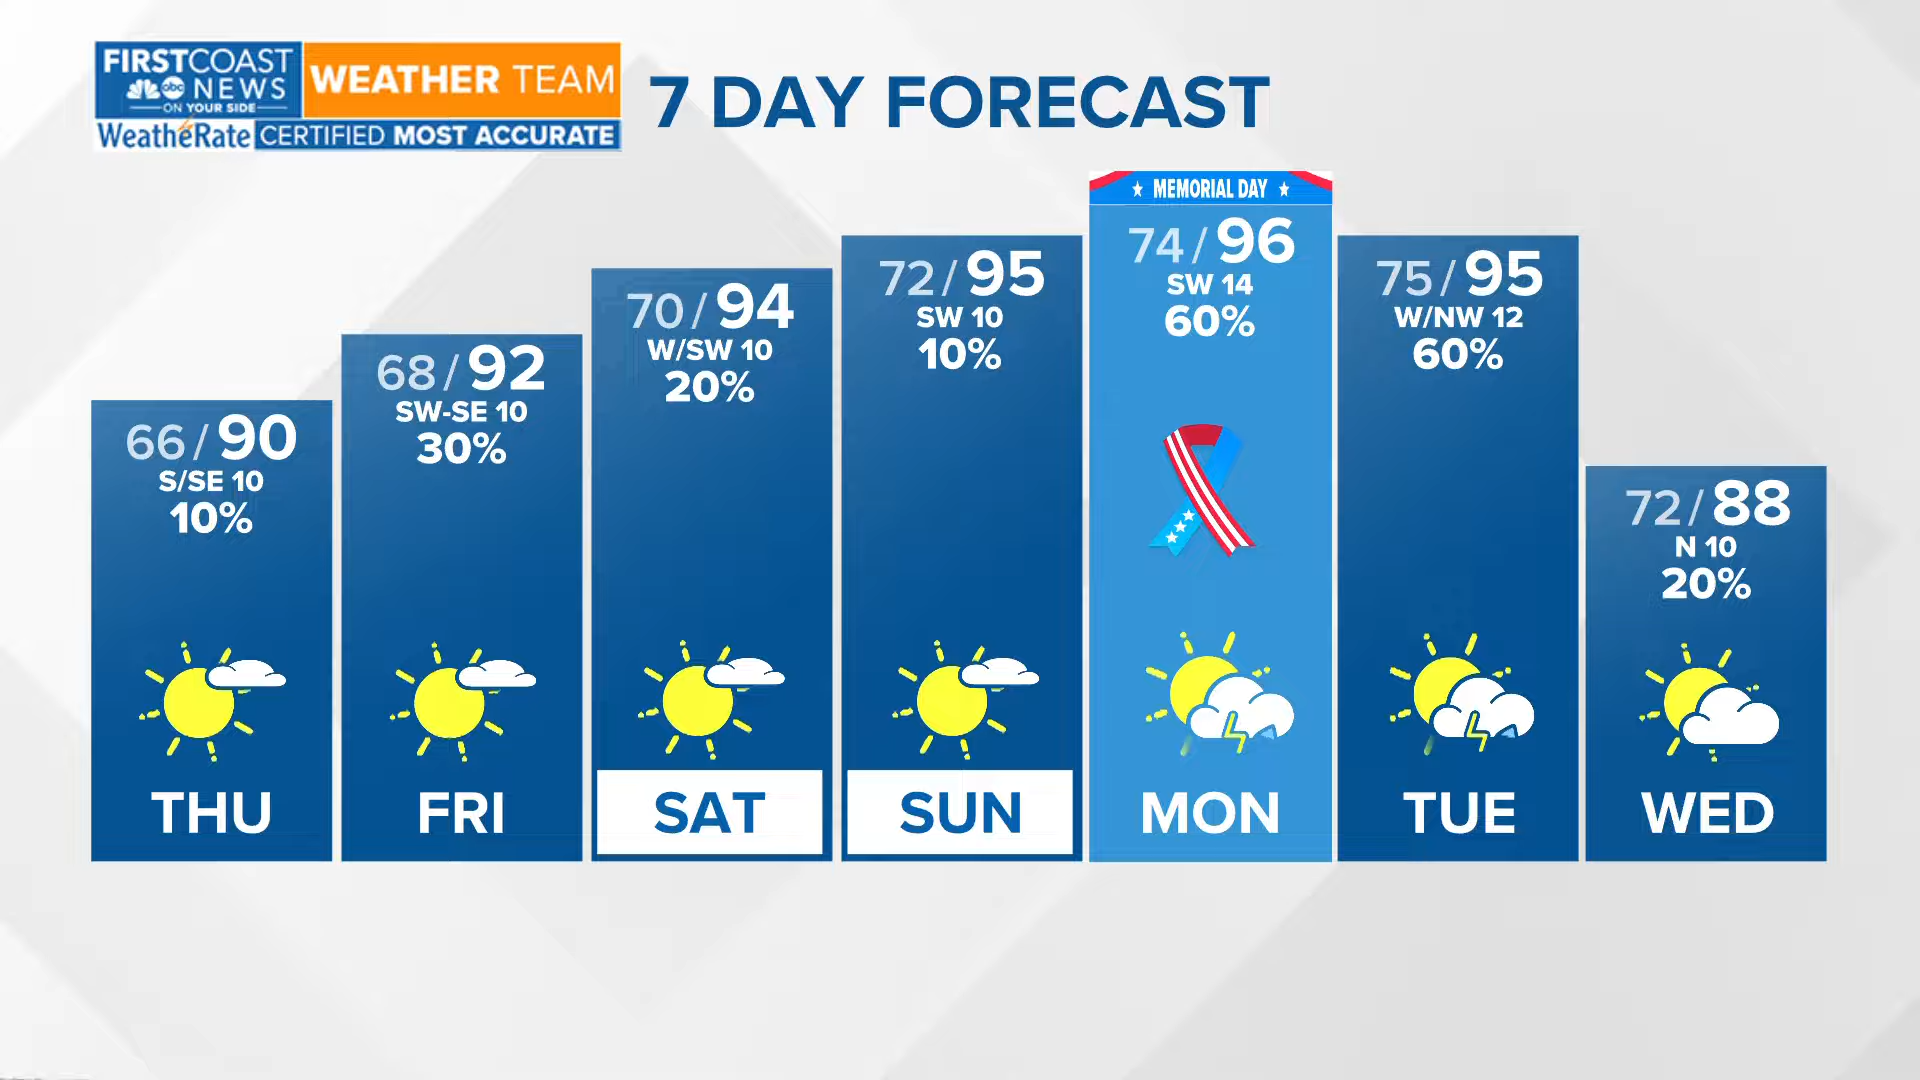 FIRSTCOAST
abc NEWS
ON YOUR SIDE
WEATHER TEAM
WeatheRate CERTIFIED MOST ACCURATE
7 DAY FORECAST
66/90
S/SE 10
10%
THU
68/92
SW-SE 10
30%
FRI
70/94
W/SW 10
20%
SAT
72/95
SW 10
10%
SUN
MEMORIAL DAY
74/96
SW 14
60%
MON
75/95
W/NW 12
60%
TUE
72/88
N 10
20%
WED